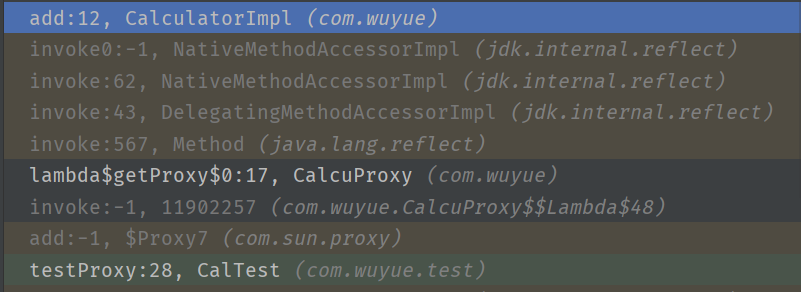 add:12, CalculatorImpl (com.wuyue)
invoke0:-1, NativeMethodAccessorImpl (jdk.internal.reflect)
invoke:62, NativeMethodAccessorImpl (jdk.internal.reflect)
invoke:43, DelegatingMethodAccessorImpl (jdk.internal.reflect)
invoke:567, Method (java.lang.reflect)
lambda$getProxy$0:17, CalcuProxy (com.wuyue)
invoke:-1, 11902257 (com.wuyue.CalcuProxy$$Lambda$48)
add:-1, $Proxy7 (com.sun.proxy)
testProxy:28, CalTest (com.wuyue.test)